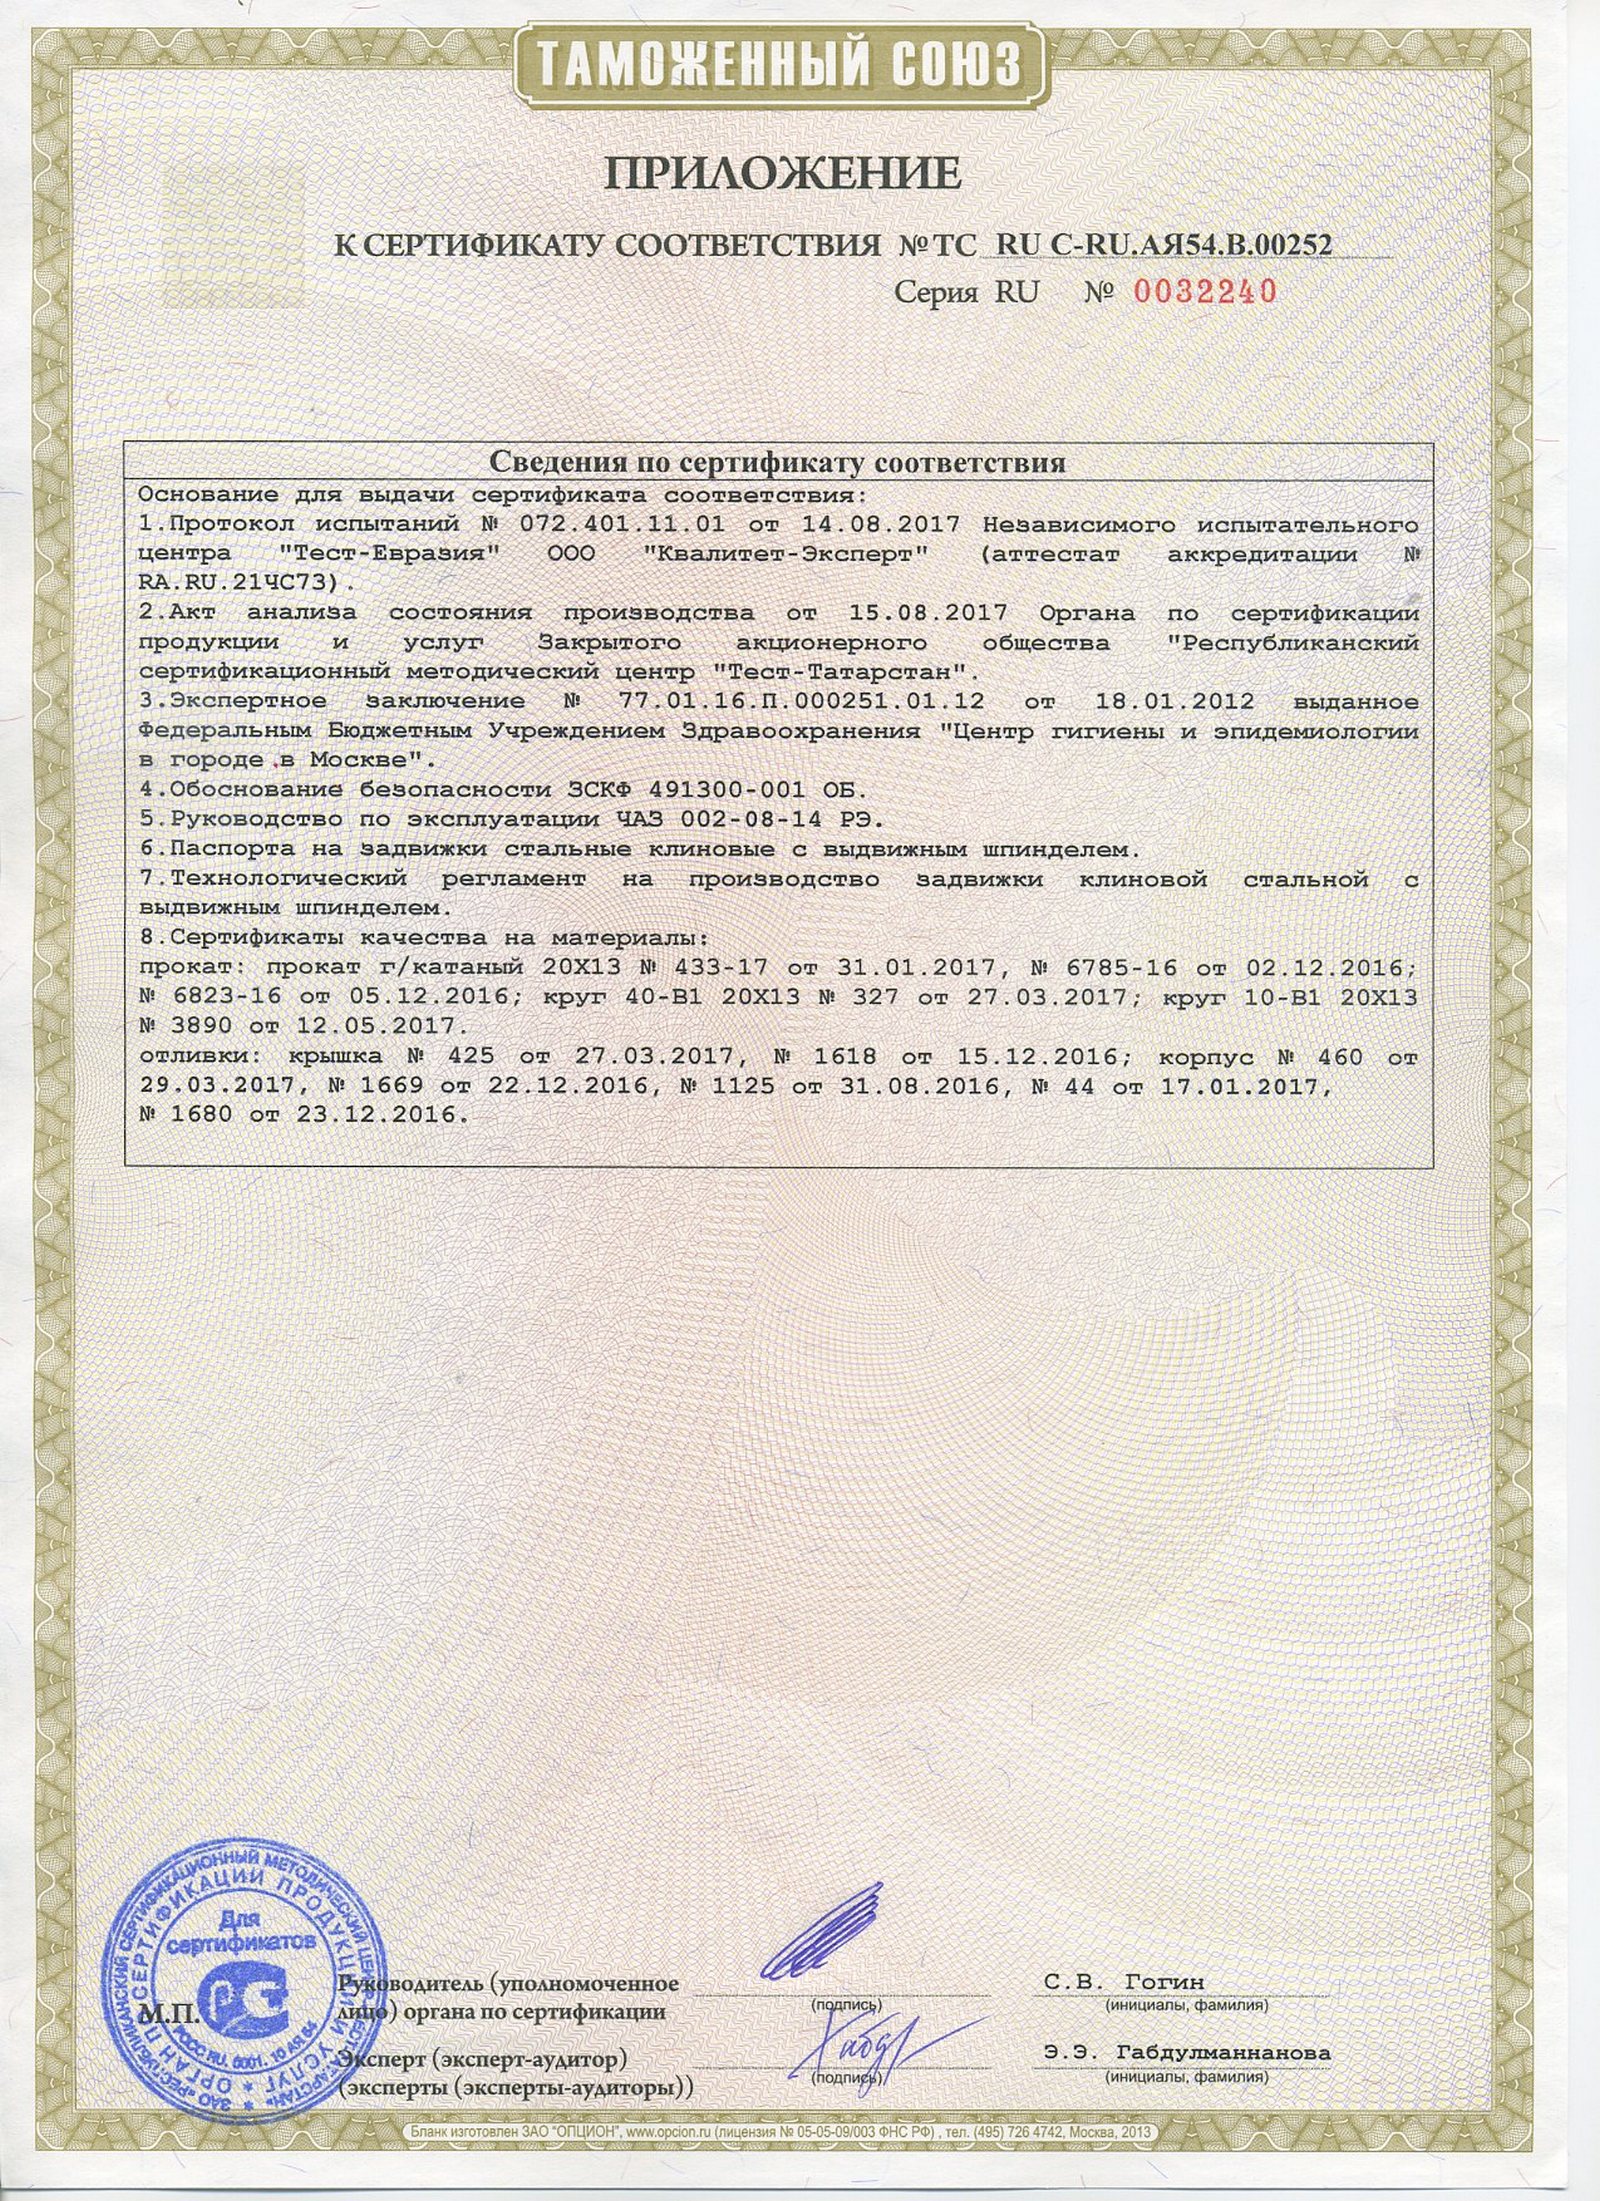 ТАМОЖЕННЫЙ СОЮЗ
ПРИЛОЖЕНИЕ
К СЕРТИФИКАТУ СООТВЕТСТВИЯ № ТС RU С-RU.АЯ54.В.00252
Серия RU № 0032240
Сведения по сертификату соответствия
Основание для выдачи сертификата соответствия:
1.Протокол испытаний № 072.401.11.01 от 14.08.2017 Независимого испытательного
центра "Тест-Евразия" ООО "Квалитет-Эксперт" (аттестат аккредитации №
RA.RU.21ЧС73).
2.Акт анализа состояния производства от 15.08.2017 Органа по сертификации
продукции и услуг Закрытого акционерного общества "Республиканский
сертификационный методический центр "Тест-Татарстан".
3.Экспертное заключение № 77.01.16.П.000251.01.12 от 18.01.2012 выданное
Федеральным Бюджетным Учреждением Здравоохранения "Центр гигиены и эпидемиологии
в городе в Москве".
4.Обоснование безопасности ЗСКФ 491300-001 ОБ.
5.Руководство по эксплуатации ЧАЗ 002-08-14 РЭ.
6.Паспорта на задвижки стальные клиновые с выдвижным шпинделем.
7.Технологический регламент на производство задвижки клиновой стальной с
выдвижным шпинделем.
8.Сертификаты качества на материалы:
прокат: прокат г/катаный 20Х13 № 433-17 от 31.01.2017, № 6785-16 от 02.12.2016;
№ 6823-16 от 05.12.2016; круг 40-В1 20Х13 № 327 от 27.03.2017; круг 10-В1 20Х13
№ 3890 от 12.05.2017.
отливки: крышка № 425 от 27.03.2017, № 1618 от 15.12.2016; корпус № 460 от
29.03.2017, № 1669 от 22.12.2016, № 1125 от 31.08.2016, № 44 от 17.01.2017,
№ 1680 от 23.12.2016.
ЗАО «РЕСПУБЛИКАНСКИЙ СЕРТИФИКАЦИОННЫЙ МЕТОДИЧЕСКИЙ ЦЕНТР
ОРГАН ПО СЕРТИФИКАЦИИ ПРОДУКЦИИ И УСЛУГ
Для
сертификатов
М.П.
Руководитель (уполномоченное
лицо) органа по сертификации
(подпись)
С.В. Гогин
(инициалы, фамилия)
Эксперт (эксперт-аудитор)
(эксперты (эксперты-аудиторы))
(подпись)
Э.Э. Габдулманнанова
(инициалы, фамилия)
Бланк изготовлен ЗАО "ОПЦИОН", www.opcion.ru (лицензия № 05-05-09/003 ФНС РФ) , тел. (495) 726 4742, Москва, 2013